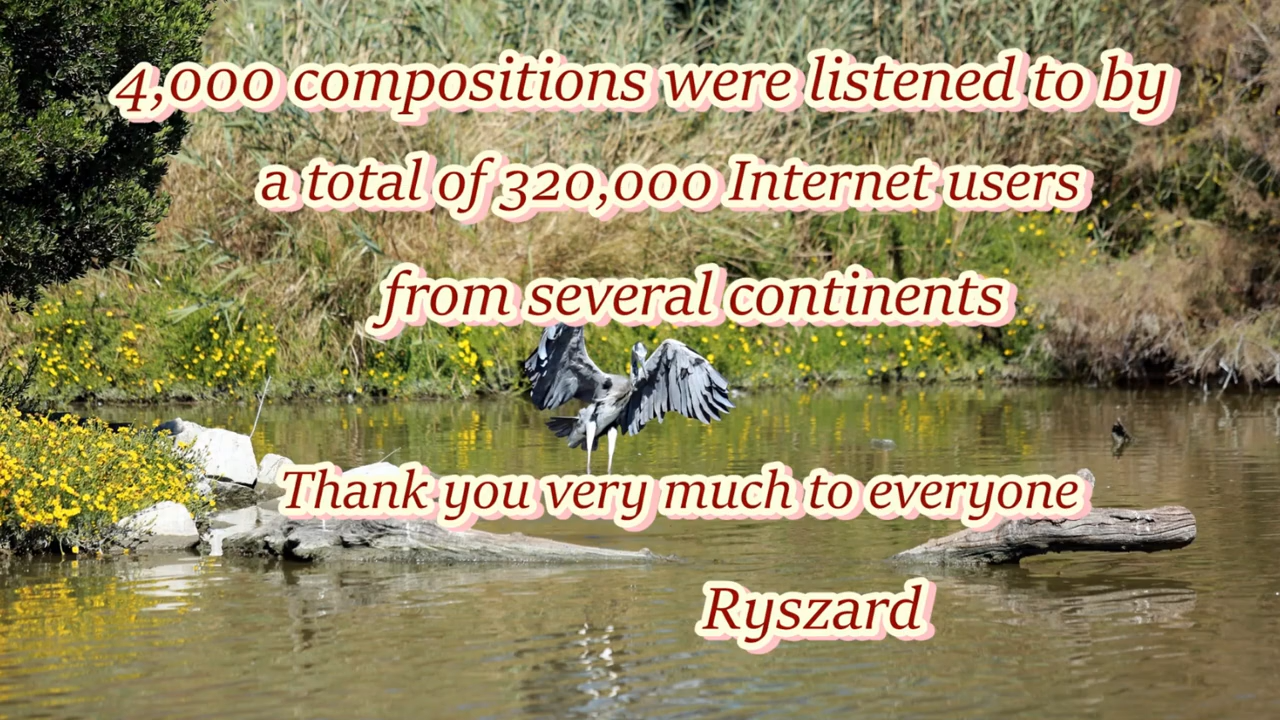 4,000 compositions were listened to by
a total of 320,000 Internet users
from several continents
Thank you very much to everyone
Ryszard